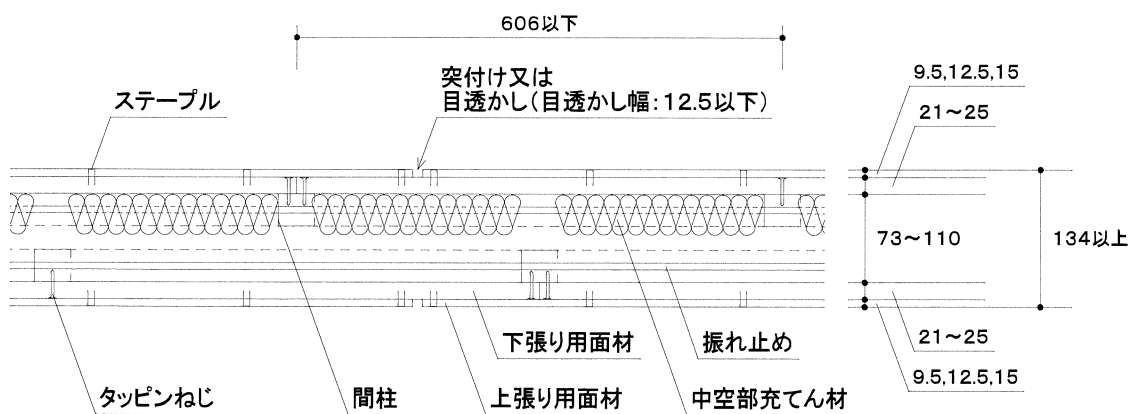 606以下
突付け又は
目透かし(目透かし幅:12.5以下)
ステープル
9.5,12.5,15
21~25
73~110
134以上
21~25
9.5,12.5,15
下張り用面材
振れ止め
タッピンねじ
間柱
上張り用面材
中空部充てん材